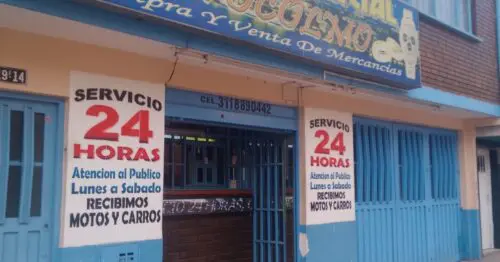 COLMO
pra Y Venta De Mercancias
9-14
CEL. 3118890442
SERVICIO
24
HORAS
Atencion al Publico
Lunes a Sabado
RECIBIMOS
MOTOS Y CARROS
SERVICIO
24
HORAS
Atencion al Publico
Lunes a Sabado
RECIBIMOS
MOTOS Y CARROS